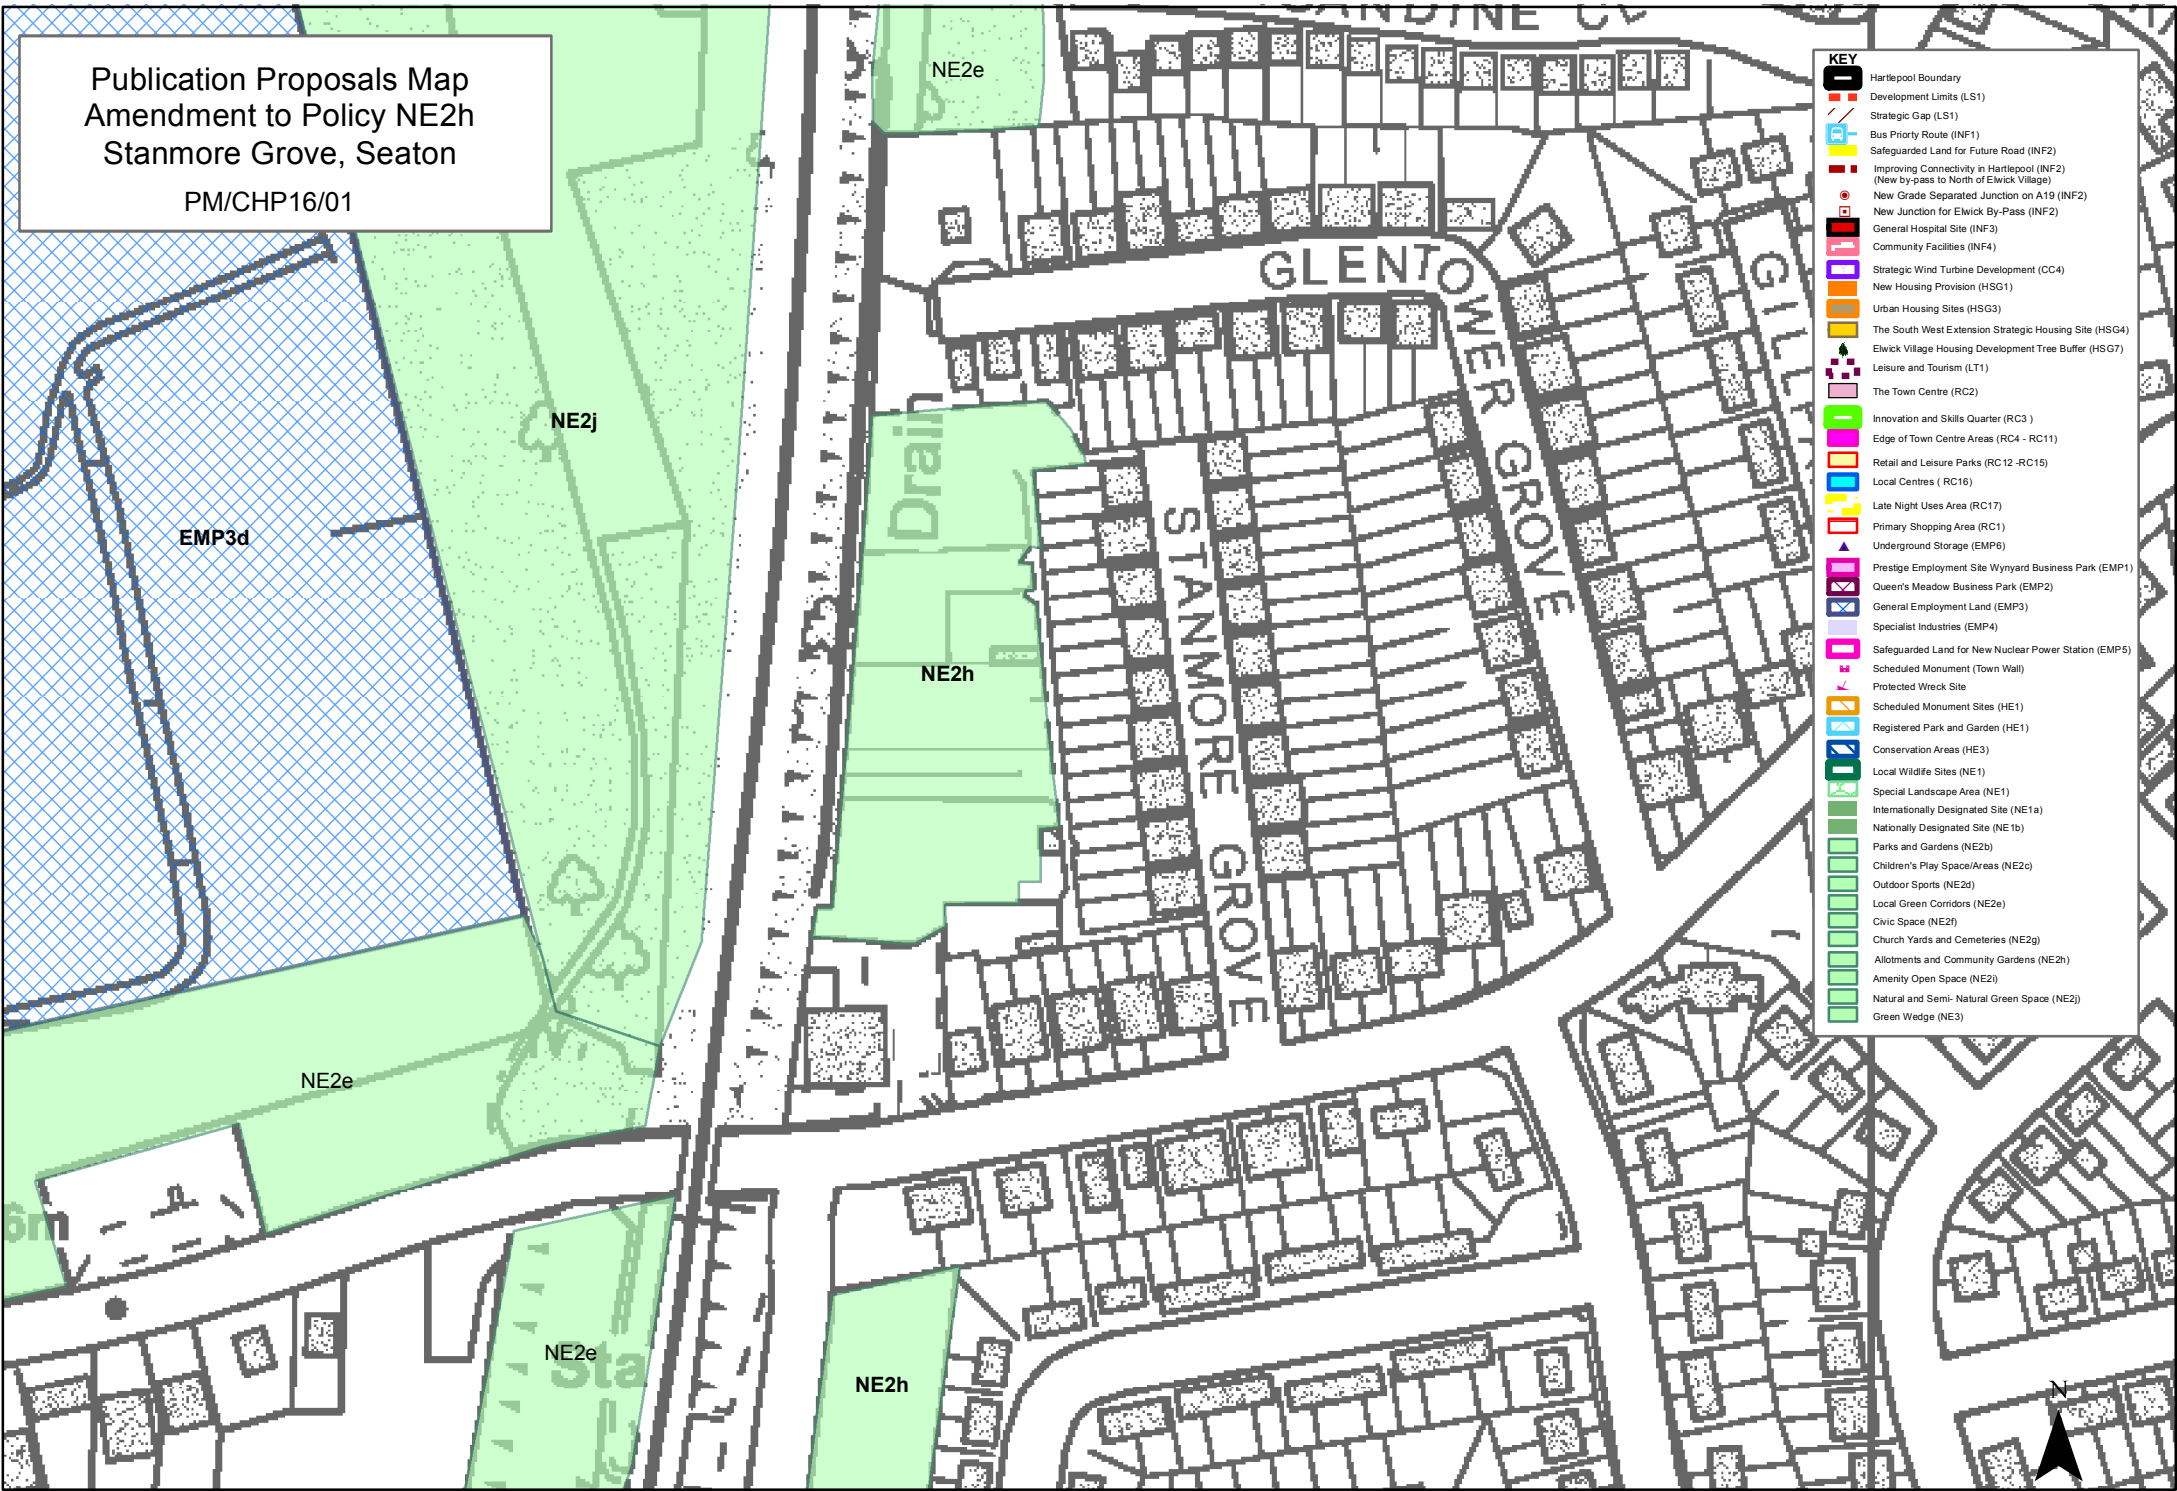 Publication Proposals Map
Amendment to Policy NE2h
Stanmore Grove, Seaton
PM/CHP16/01
NE2e
GLENTOWER GROVE
G
NE2j
Drain
EMP3d
STANMORE GROVE
NE2h
NE2e
6m
NE2e
Sta
NE2h
N
KEY
Hartlepool Boundary
Development Limits (LS1)
Strategic Gap (LS1)
Bus Priorty Route (INF1)
Safeguarded Land for Future Road (INF2)
Improving Connectivity in Hartlepool (INF2)
(New by-pass to North of Elwick Village)
New Grade Separated Junction on A19 (INF2)
New Junction for Elwick By-Pass (INF2)
General Hospital Site (INF3)
Community Facilities (INF4)
Strategic Wind Turbine Development (CC4)
New Housing Provision (HSG1)
Urban Housing Sites (HSG3)
The South West Extension Strategic Housing Site (HSG4)
Elwick Village Housing Development Tree Buffer (HSG7)
Leisure and Tourism (LT1)
The Town Centre (RC2)
Innovation and Skills Quarter (RC3 )
Edge of Town Centre Areas (RC4 - RC11)
Retail and Leisure Parks (RC12 -RC15)
Local Centres ( RC16)
Late Night Uses Area (RC17)
Primary Shopping Area (RC1)
Underground Storage (EMP6)
Prestige Employment Site Wynyard Business Park (EMP1)
Queen's Meadow Business Park (EMP2)
General Employment Land (EMP3)
Specialist Industries (EMP4)
Safeguarded Land for New Nuclear Power Station (EMP5)
Scheduled Monument (Town Wall)
Protected Wreck Site
Scheduled Monument Sites (HE1)
Registered Park and Garden (HE1)
Conservation Areas (HE3)
Local Wildlife Sites (NE1)
Special Landscape Area (NE1)
Internationally Designated Site (NE1a)
Nationally Designated Site (NE1b)
Parks and Gardens (NE2b)
Children's Play Space/Areas (NE2c)
Outdoor Sports (NE2d)
Local Green Corridors (NE2e)
Civic Space (NE2f)
Church Yards and Cemeteries (NE2g)
Allotments and Community Gardens (NE2h)
Amenity Open Space (NE2i)
Natural and Semi- Natural Green Space (NE2j)
Green Wedge (NE3)